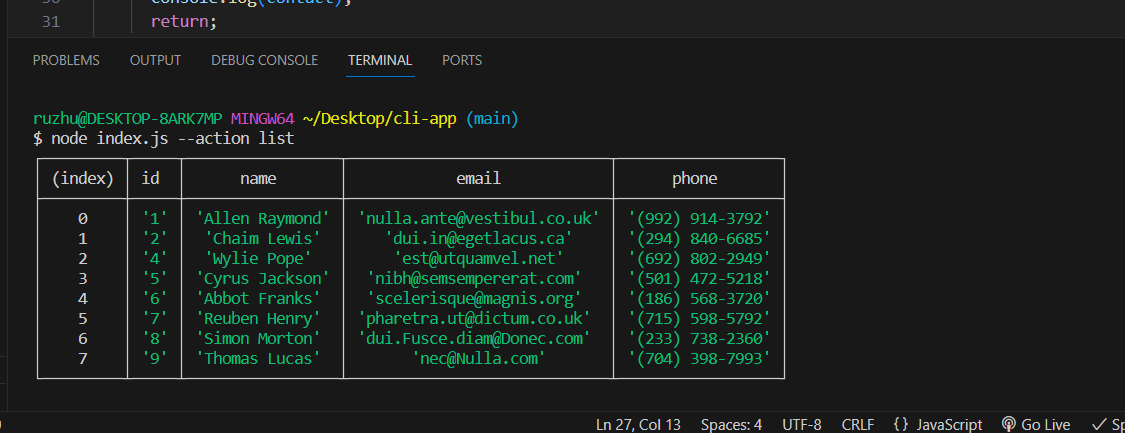 30 console.log(contact);
31 return;
PROBLEMS OUTPUT DEBUG CONSOLE TERMINAL PORTS
ruzhu@DESKTOP-8ARK7MP MINGW64 ~/Desktop/cli-app (main)
$ node index.js --action list
(index) id name email phone
0 '1' 'Allen Raymond' 'nulla.ante@vestibul.co.uk' '(992) 914-3792'
1 '2' 'Chaim Lewis' 'dui.in@egetlacus.ca' '(294) 840-6685'
2 '4' 'Wylie Pope' 'est@utquamvel.net' '(692) 802-2949'
3 '5' 'Cyrus Jackson' 'nibh@semsempererat.com' '(501) 472-5218'
4 '6' 'Abbot Franks' 'scelerisque@magnis.org' '(186) 568-3720'
5 '7' 'Reuben Henry' 'pharetra.ut@dictum.co.uk' '(715) 598-5792'
6 '8' 'Simon Morton' 'dui.Fusce.diam@Donec.com' '(233) 738-2360'
7 '9' 'Thomas Lucas' 'nec@Nulla.com' '(704) 398-7993'
Ln 27, Col 13 Spaces: 4 UTF-8 CRLF {} JavaScript Go Live Sp